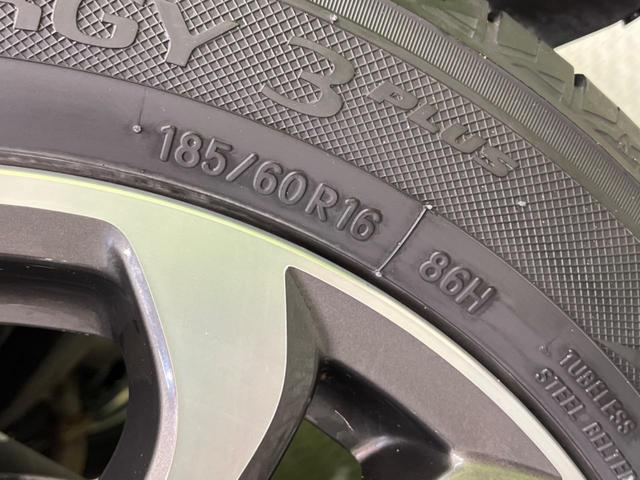 3 PLUS
185/60R16
86H
TUBELESS
STEEL BELTED